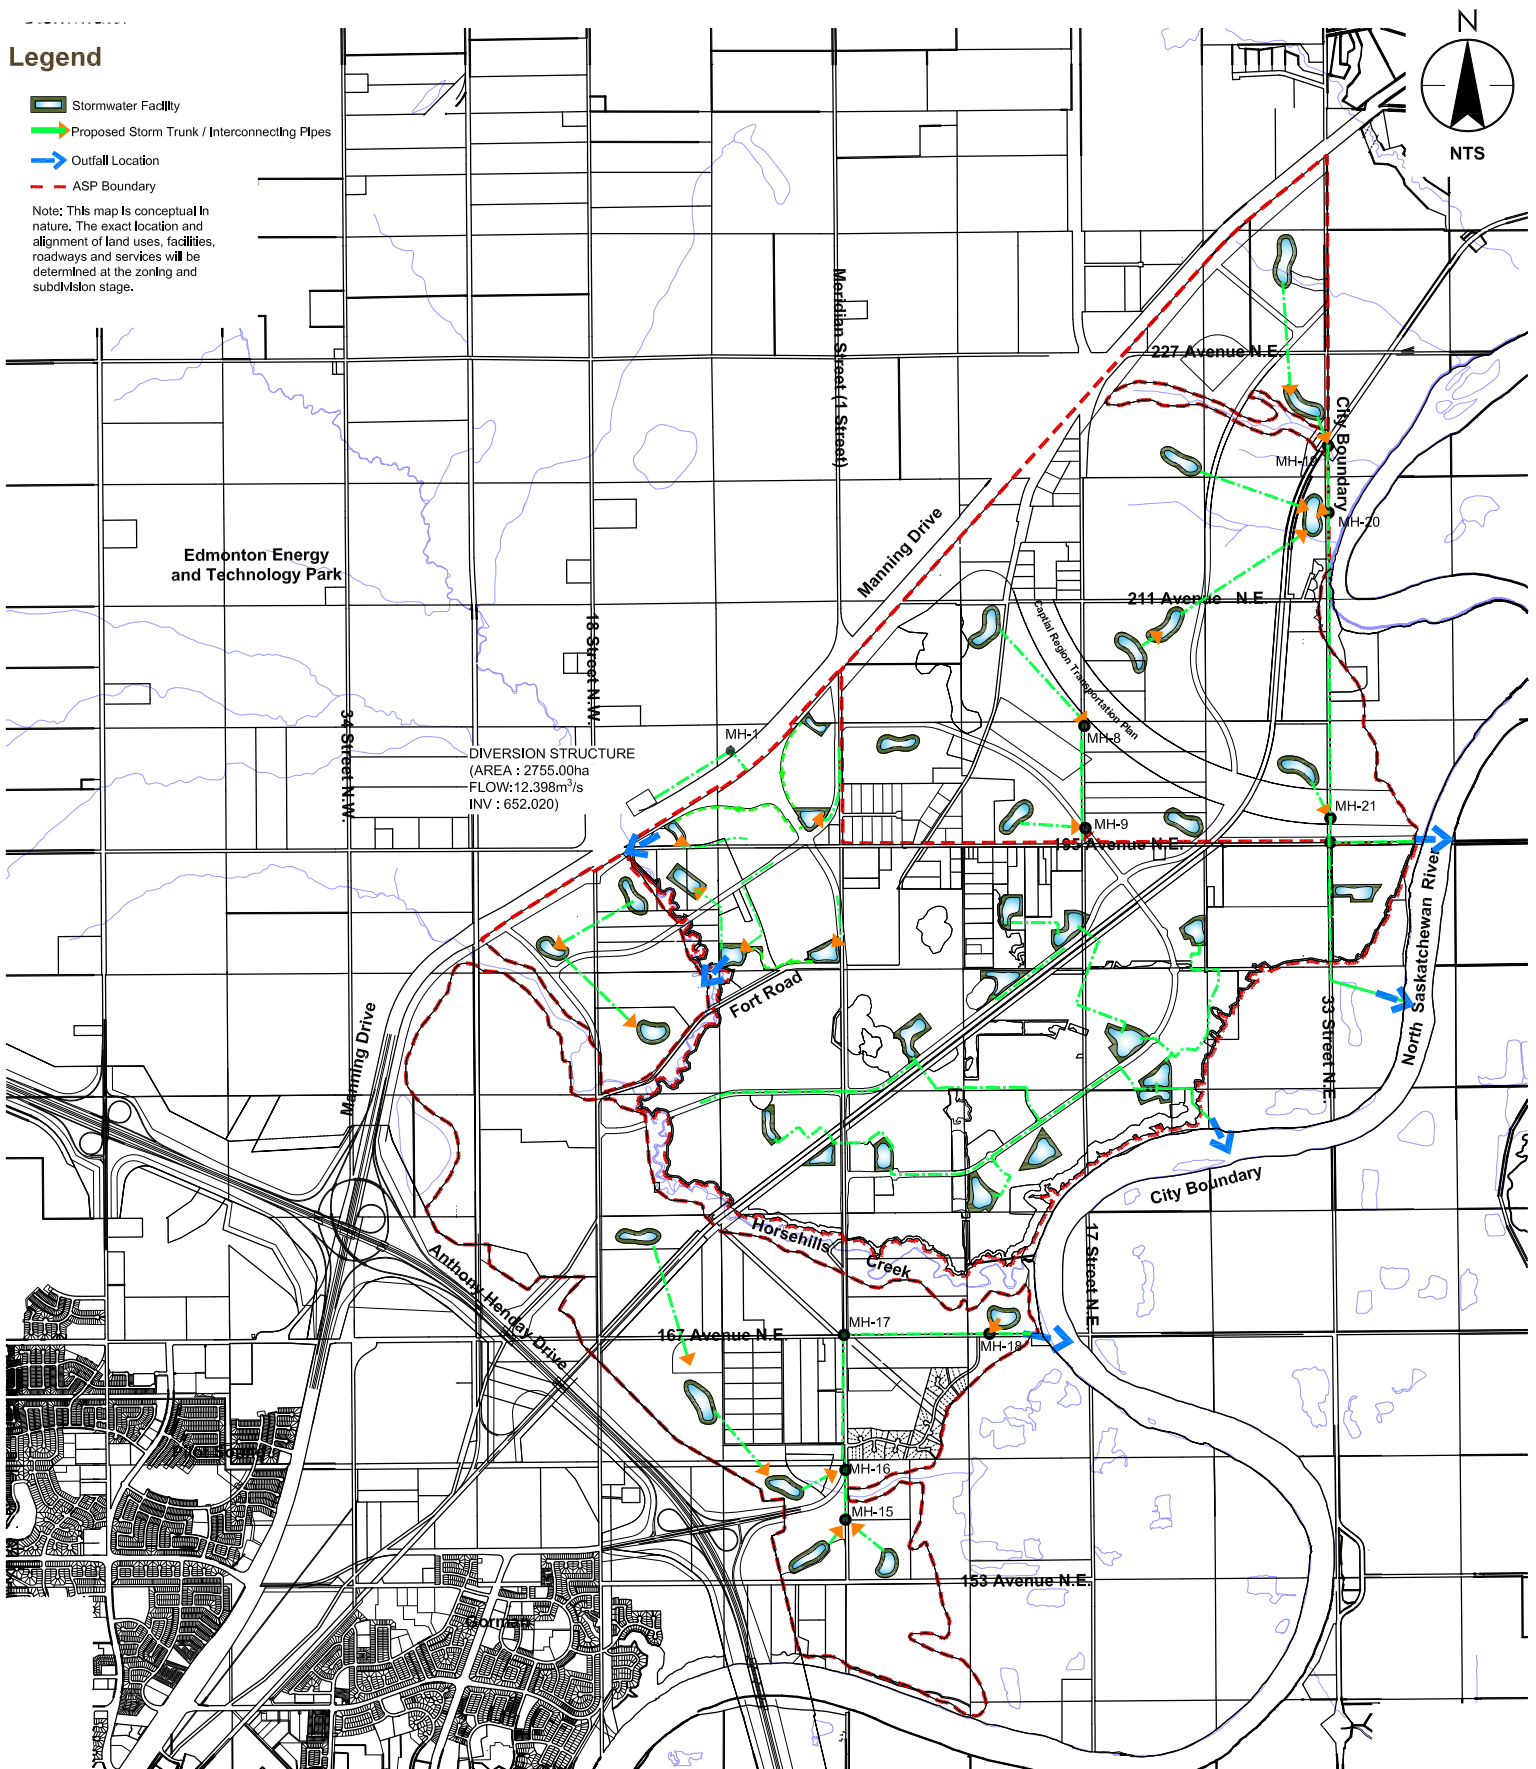 Legend
Stormwater Facility
Proposed Storm Trunk / Interconnecting Pipes
Outfall Location
ASP Boundary
Note: This map is conceptual in
nature. The exact location and
alignment of land uses, facilities,
roadways and services will be
determined at the zoning and
subdivision stage.
N
NTS
227 Avenue N.E.
Meridian Street (1 Street)
City Boundary
MH-19
MH-20
Manning Drive
Edmonton Energy
and Technology Park
211 Avenue N.E.
Captial Region Transportation Plan
18 Street N.W.
34 Street N.W.
MH-1
MH-8
DIVERSION STRUCTURE
(AREA : 2755.00ha
FLOW:12.398m³/s
INV : 652.020)
MH-21
MH-9
195 Avenue N.E.
North Saskatchewan River
Fort Road
33 Street N.E.
Manning Drive
City Boundary
Horsehills
Creek
17 Street N.E.
Anthony Henday Drive
167 Avenue N.E.
MH-17
MH-18
MH-16
MH-15
153 Avenue N.E.
Gorman